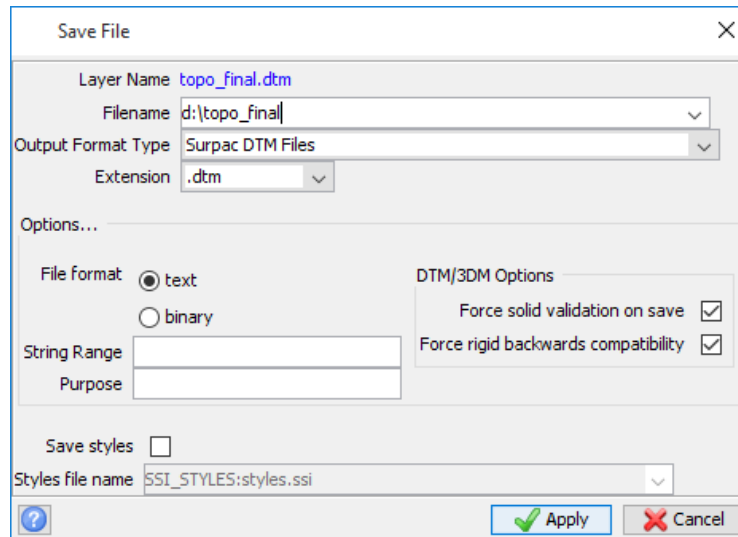 Save File
Layer Name topo_final.dtm
Filename d:\topo_final
Output Format Type Surpac DTM Files
Extension .dtm
Options...
File format text
binary
String Range
Purpose
DTM/3DM Options
Force solid validation on save
Force rigid backwards compatibility
Save styles
Styles file name SSI_STYLES:styles.ssi
? Apply Cancel